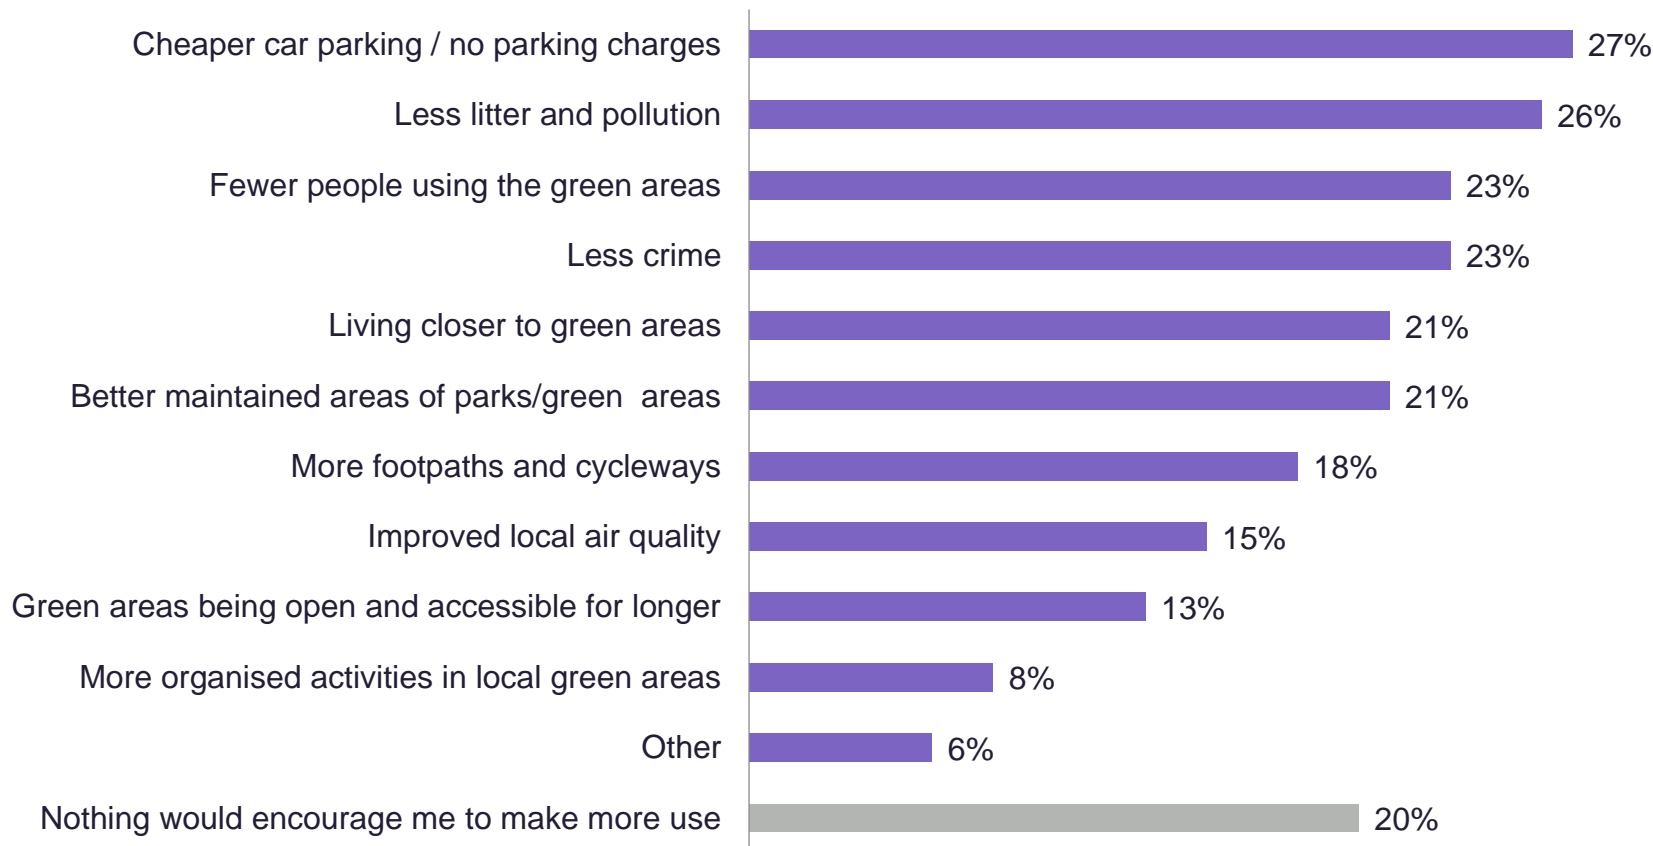 Cheaper car parking / no parking charges 27%
Less litter and pollution 26%
Fewer people using the green areas 23%
Less crime 23%
Living closer to green areas 21%
Better maintained areas of parks/green  areas 21%
More footpaths and cycleways 18%
Improved local air quality 15%
Green areas being open and accessible for longer 13%
More organised activities in local green areas 8%
Other 6%
Nothing would encourage me to make more use 20%